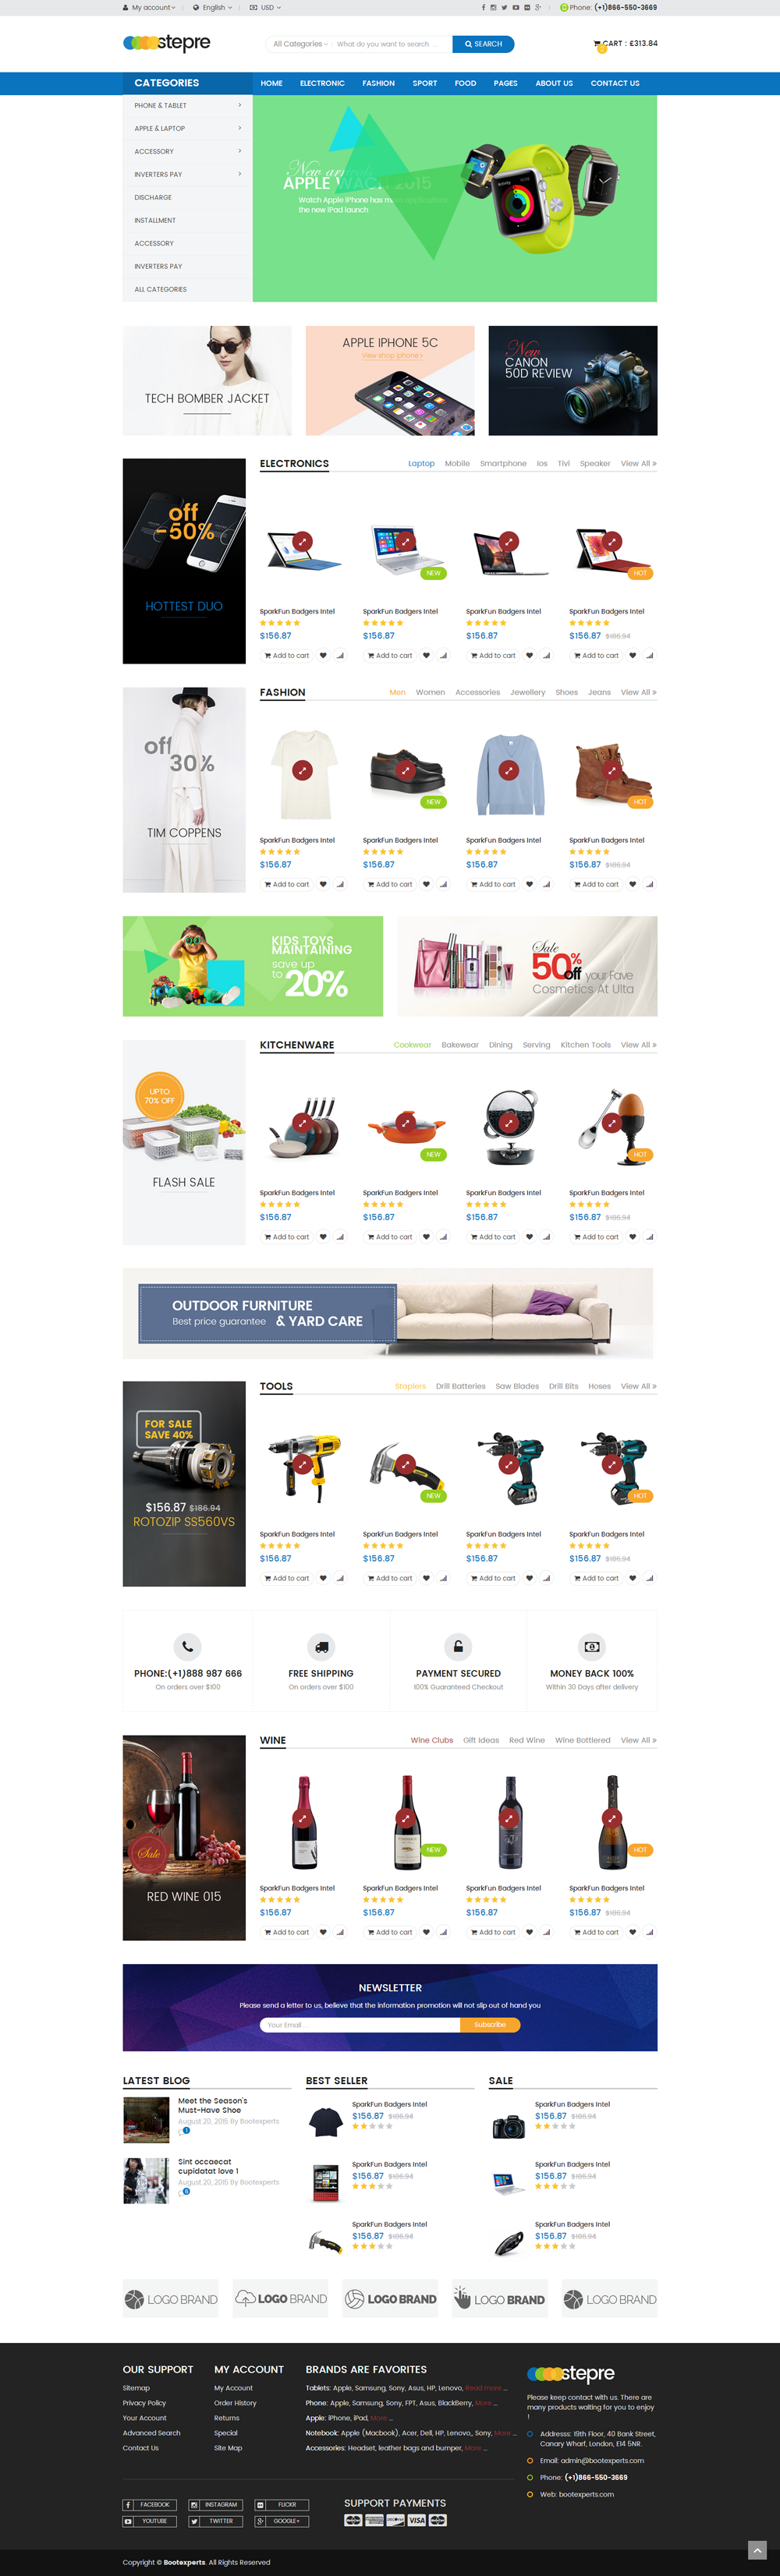 My account
English
USD
Phone: (+1)866-550-3669
stepre
All Categories
What do you want to search ...
SEARCH
CART : £313.84
CATEGORIES
HOME ELECTRONIC FASHION SPORT FOOD PAGES ABOUT US CONTACT US
PHONE & TABLET
APPLE & LAPTOP
ACCESSORY
INVERTERS PAY
DISCHARGE
INSTALLMENT
ACCESSORY
INVERTERS PAY
ALL CATEGORIES
New arrivals
APPLE WACH 2015
Watch Apple iPhone has
the new iPad launch
TECH BOMBER JACKET
APPLE IPHONE 5C
View shop iphone >
New
CANON
50D REVIEW
off
-50%
HOTTEST DUO
ELECTRONICS
Laptop Mobile Smartphone Ios Tivi Speaker View All »
NEW
HOT
SparkFun Badgers Intel SparkFun Badgers Intel SparkFun Badgers Intel SparkFun Badgers Intel
$156.87 $156.87 $156.87 $156.87 $186.94
Add to cart Add to cart Add to cart Add to cart
off
30%
TIM COPPENS
FASHION
Men Women Accessories Jewellery Shoes Jeans View All »
NEW
HOT
SparkFun Badgers Intel SparkFun Badgers Intel SparkFun Badgers Intel SparkFun Badgers Intel
$156.87 $156.87 $156.87 $156.87 $186.94
Add to cart Add to cart Add to cart Add to cart
KIDS TOYS
MAINTAINING
save up
to 20%
Sale
50%
off your Fave
Cosmetics At Ulta
UPTO
70% OFF
FLASH SALE
KITCHENWARE
Cookwear Bakewear Dining Serving Kitchen Tools View All »
NEW
HOT
SparkFun Badgers Intel SparkFun Badgers Intel SparkFun Badgers Intel SparkFun Badgers Intel
$156.87 $156.87 $156.87 $156.87 $186.94
Add to cart Add to cart Add to cart Add to cart
OUTDOOR FURNITURE
Best price guarantee & YARD CARE
FOR SALE
SAVE 40%
$156.87 $186.94
ROTOZIP SS560VS
TOOLS
Staplers Drill Batteries Saw Blades Drill Bits Hoses View All »
NEW
HOT
SparkFun Badgers Intel SparkFun Badgers Intel SparkFun Badgers Intel SparkFun Badgers Intel
$156.87 $156.87 $156.87 $156.87 $186.94
Add to cart Add to cart Add to cart Add to cart
PHONE:(+1)888 987 666
On orders over $100
FREE SHIPPING
On orders over $100
PAYMENT SECURED
100% Guaranteed Checkout
MONEY BACK 100%
Within 30 Days after delivery
Sale
RED WINE 015
WINE
Wine Clubs Gift Ideas Red Wine Wine Bottlered View All »
NEW
HOT
SparkFun Badgers Intel SparkFun Badgers Intel SparkFun Badgers Intel SparkFun Badgers Intel
$156.87 $156.87 $156.87 $156.87 $186.94
Add to cart Add to cart Add to cart Add to cart
NEWSLETTER
Please send a letter to us, believe that the information promotion will not slip out of hand you
Your Email ...
Subscribe
LATEST BLOG
Meet the Season's
Must-Have Shoe
August 20, 2015 By Bootexperts
1
Sint occaecat
cupidatat love 1
August 20, 2015 By Bootexperts
BEST SELLER
SparkFun Badgers Intel
$156.87 $186.94
SparkFun Badgers Intel
$156.87 $186.94
SparkFun Badgers Intel
$156.87 $186.94
SALE
SparkFun Badgers Intel
$156.87 $186.94
SparkFun Badgers Intel
$156.87 $186.94
SparkFun Badgers Intel
$156.87 $186.94
LOGO BRAND LOGO BRAND LOGO BRAND LOGO BRAND LOGO BRAND
OUR SUPPORT
Sitemap
Privacy Policy
Your Account
Advanced Search
Contact Us
MY ACCOUNT
My Account
Order History
Returns
Special
Site Map
BRANDS ARE FAVORITES
Tablets: Apple, Samsung, Sony, Asus, HP, Lenovo, Read more ...
Phone: Apple, Samsung, Sony, FPT, Asus, BlackBerry, More ...
Apple: iPhone, iPad, More ...
Notebook: Apple (Macbook), Acer, Dell, HP, Lenovo,, Sony, More ...
Accessories: Headset, leather bags and bumper, More ...
stepre
Please keep contact with us. There are
many products waiting for you to enjoy
!
Addresss: 15th Floor, 40 Bank Street,
Canary Wharf, London, E14 5NR.
Email: admin@bootexperts.com
Phone: (+1)866-550-3669
Web: bootexperts.com
FACEBOOK INSTAGRAM FLICKR
YOUTUBE TWITTER GOOGLE+
SUPPORT PAYMENTS
DISCOVER VISA
Copyright © Bootexperts. All Rights Reserved